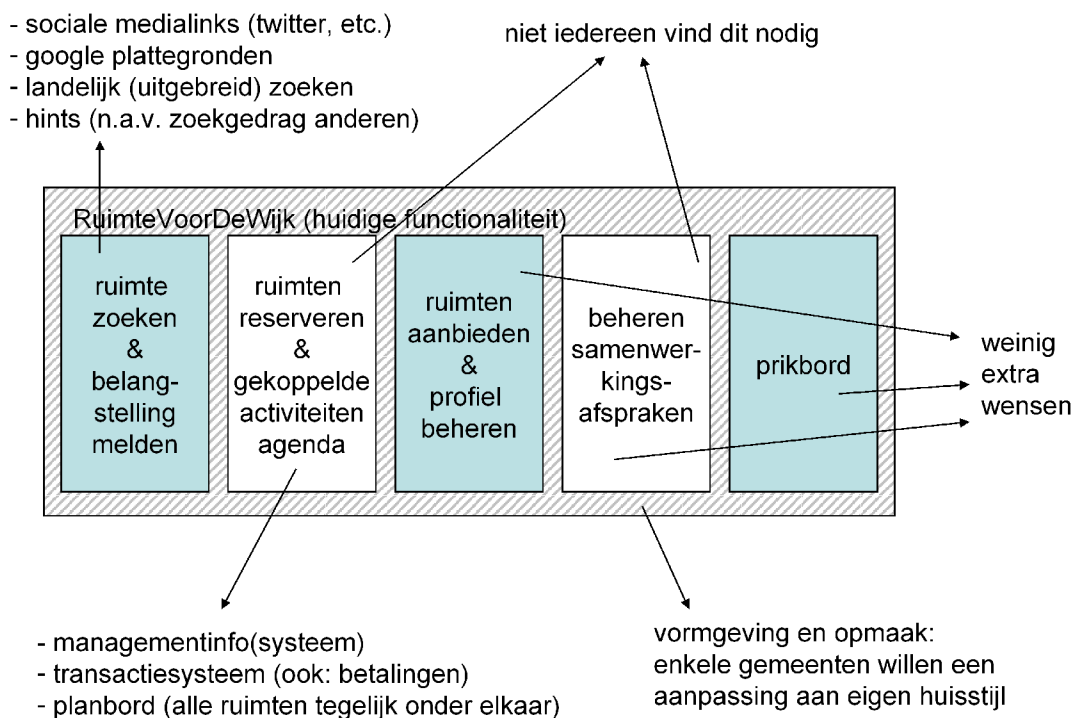 - sociale medialinks (twitter, etc.)
- google plattegronden
- landelijk (uitgebreid) zoeken
- hints (n.a.v. zoekgedrag anderen)
niet iedereen vind dit nodig
RuimteVoorDeWijk (huidige functionaliteit)
ruimte
zoeken
&
belang-
stelling
melden
ruimten
reserveren
&
gekoppelde
activiteiten
agenda
ruimten
aanbieden
&
profiel
beheren
beheren
samenwer-
kings-
afspraken
prikbord
weinig
extra
wensen
- managementinfo(systeem)
- transactiesysteem (ook: betalingen)
- planbord (alle ruimten tegelijk onder elkaar)
vormgeving en opmaak:
enkele gemeenten willen een
aanpassing aan eigen huisstijl